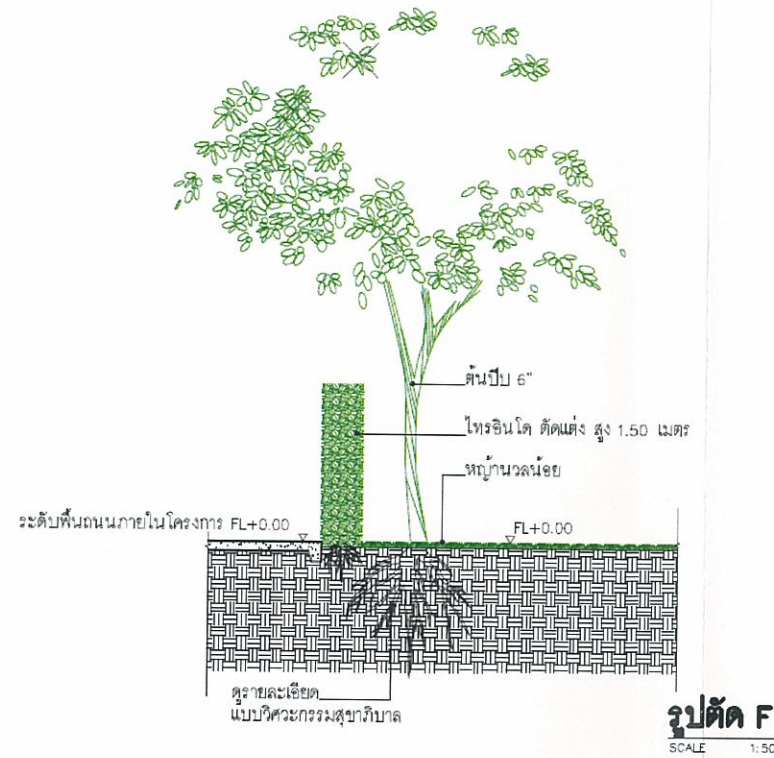 ต้นปีบ 6"
ไทรอินโด ตัดแต่ง สูง 1.50 เมตร
หญ้านวลน้อย
ระดับพื้นถนนภายในโครงการ FL+0.00
FL+0.00
ดูรายละเอียด
แบบวิศวะกรรมสุขาภิบาล
รูปตัด F
SCALE 1:50